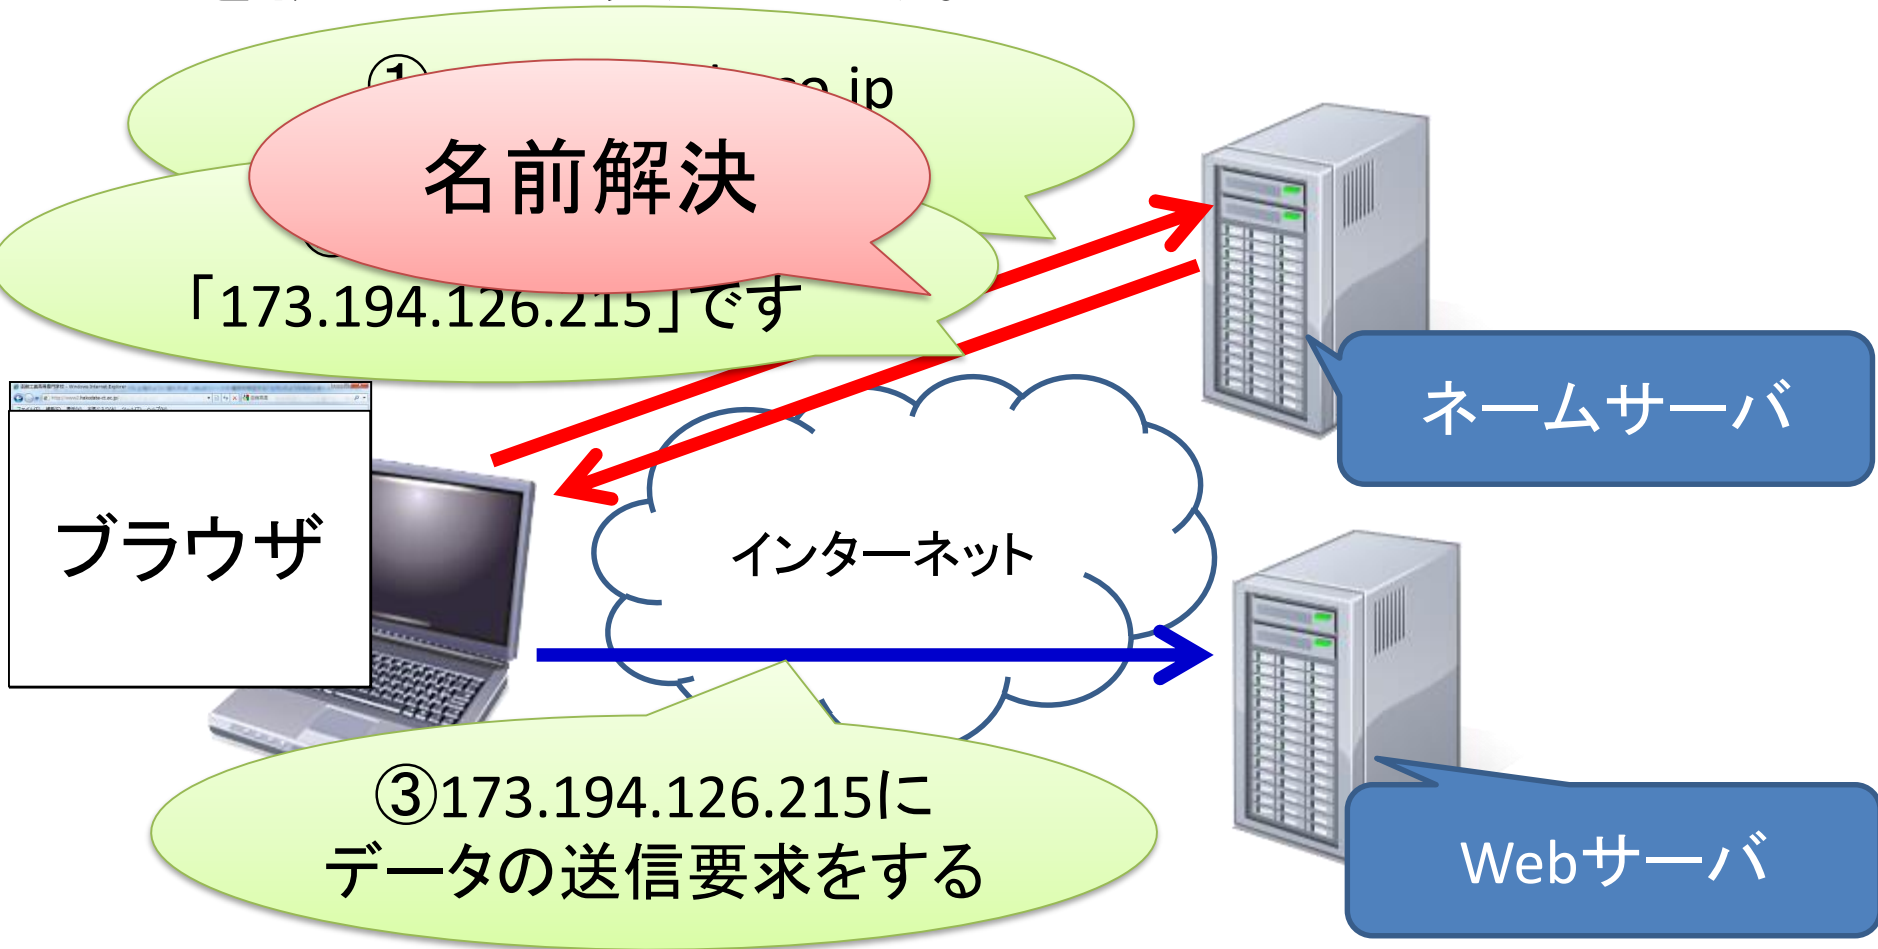 ①
.jp
名前解決
「173.194.126.215」です
ネームサーバ
ブラウザ
インターネット
③173.194.126.215に
データの送信要求をする
Webサーバ